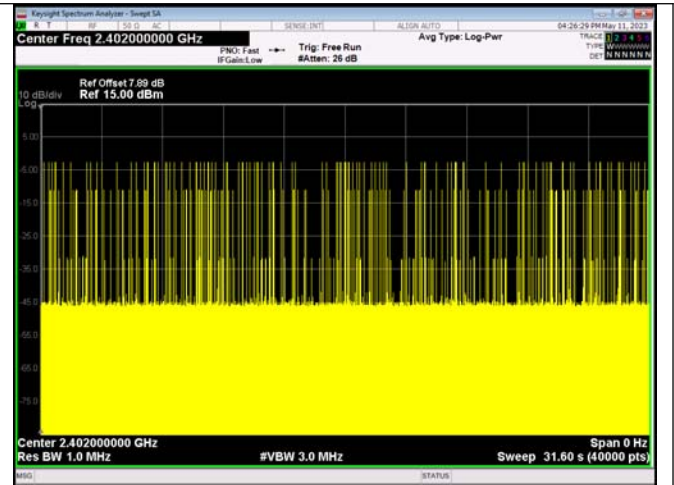 Keysight Spectrum Analyzer - Swept SA
R T RF 50 Ω AC SENSE:INT ALIGN AUTO 04:26:29 PM May 11, 2023
Center Freq 2.402000000 GHz
PNO: Fast
IFGain:Low
Trig: Free Run
#Atten: 26 dB
Avg Type: Log-Pwr
TRACE 1 2 3 4 5 6
TYPE WWWWWW
DET N N N N N N
Ref Offset 7.89 dB
10 dB/div Ref 15.00 dBm
Log
5.00
-5.00
-15.0
-25.0
-35.0
-45.0
-55.0
-65.0
-75.0
Center 2.402000000 GHz Span 0 Hz
Res BW 1.0 MHz #VBW 3.0 MHz Sweep 31.60 s (40000 pts)
MSG STATUS